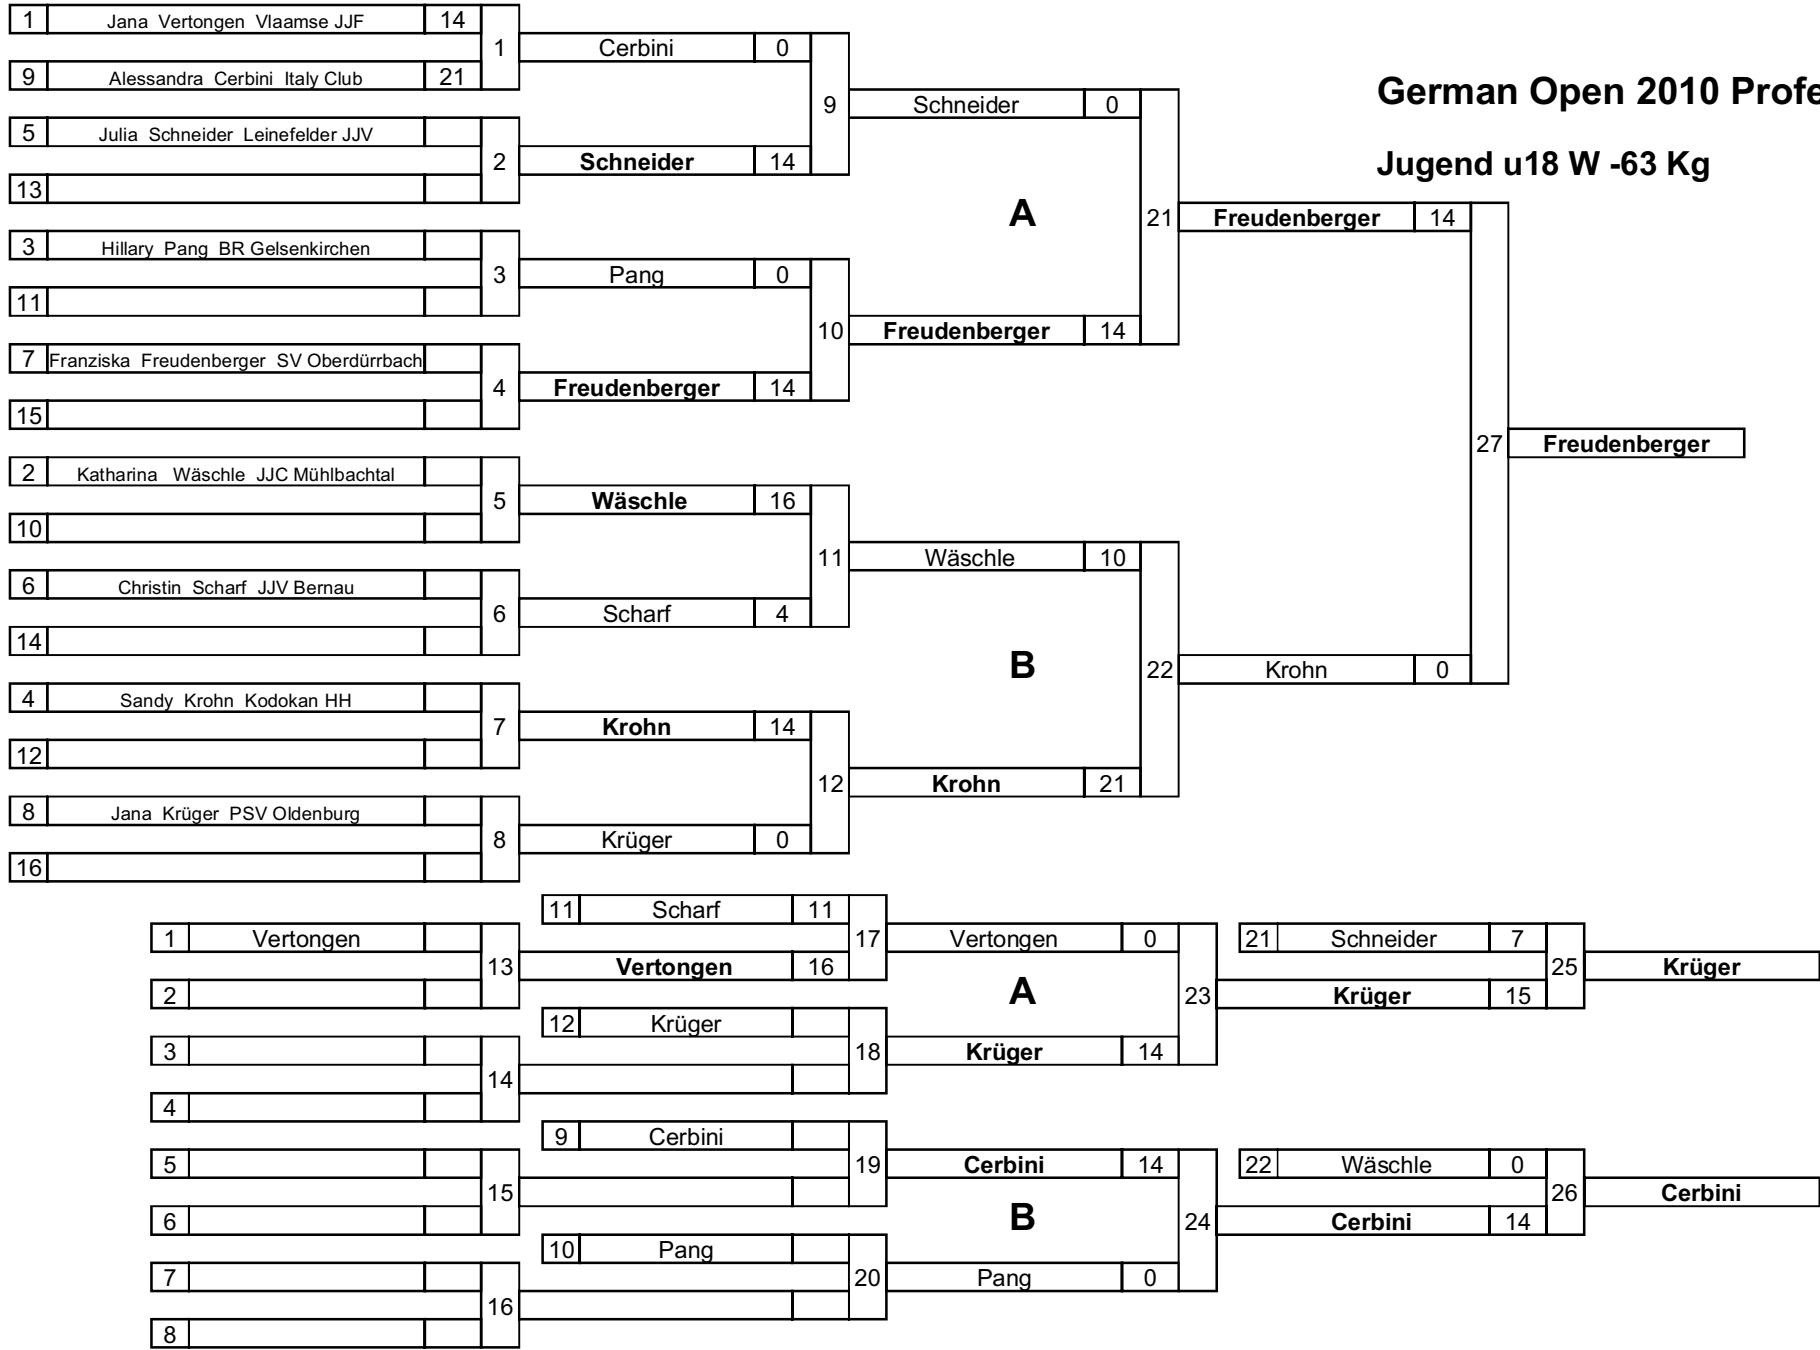 German Open 2010 Profe
Jugend u18 W -63 Kg
1 Jana Vertongen Vlaamse JJF 14
1 Cerbini 0
9 Alessandra Cerbini Italy Club 21
9 Schneider 0
5 Julia Schneider Leinefelder JJV
2 Schneider 14
13
A
21 Freudenberger 14
3 Hillary Pang BR Gelsenkirchen
3 Pang 0
11
10 Freudenberger 14
7 Franziska Freudenberger SV Oberdürrbach
4 Freudenberger 14
15
27 Freudenberger
2 Katharina Wäschle JJC Mühlbachtal
5 Wäschle 16
10
11 Wäschle 10
6 Christin Scharf JJV Bernau
6 Scharf 4
14
B
22 Krohn 0
4 Sandy Krohn Kodokan HH
7 Krohn 14
12
12 Krohn 21
8 Jana Krüger PSV Oldenburg
8 Krüger 0
16
11 Scharf 11
1 Vertongen
17 Vertongen 0
21 Schneider 7
13 Vertongen 16
25 Krüger
2
A
23 Krüger 15
12 Krüger
3
18 Krüger 14
14
4
9 Cerbini
5
19 Cerbini 14
22 Wäschle 0
15
26 Cerbini
6
B
24 Cerbini 14
10 Pang
7
20 Pang 0
16
8